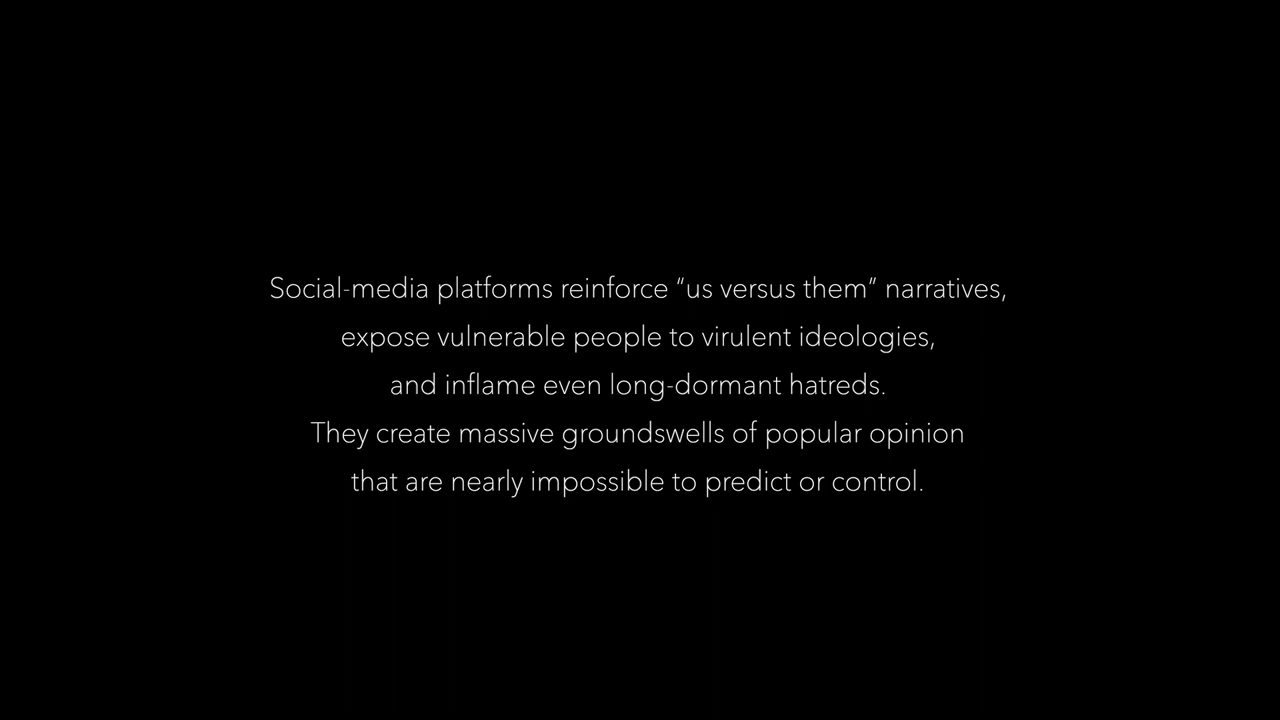 Social-media platforms reinforce “us versus them” narratives,
expose vulnerable people to virulent ideologies,
and inflame even long-dormant hatreds.
They create massive groundswells of popular opinion
that are nearly impossible to predict or control.